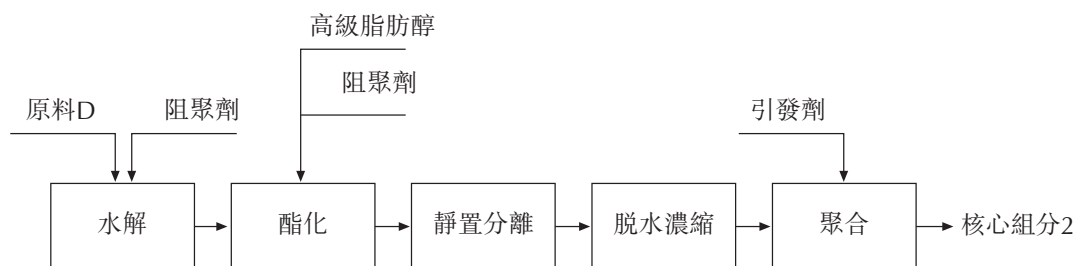 高級脂肪醇
阻聚劑
原料D
阻聚劑
引發劑
水解
酯化
靜置分離
脱水濃縮
聚合
核心組分2